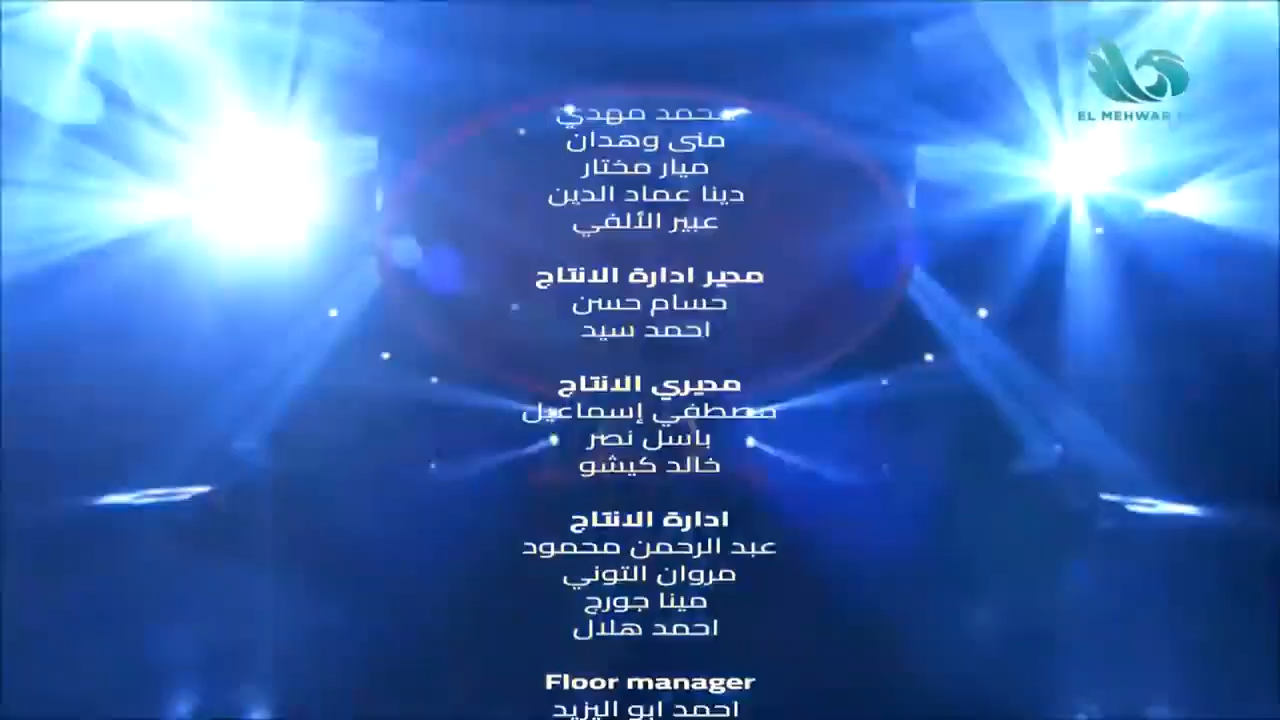 محمد مهدي
منى وهدان
ميار مختار
دينا عماد الدين
عبير الألفي
مدير ادارة الانتاج
حسام حسن
احمد سيد
مديري الانتاج
مصطفي إسماعيل
باسل نصر
خالد كيشو
ادارة الانتاج
عبد الرحمن محمود
مروان التوني
مينا جورج
احمد هلال
Floor manager
احمد ابو اليزيد
EL MEHWAR